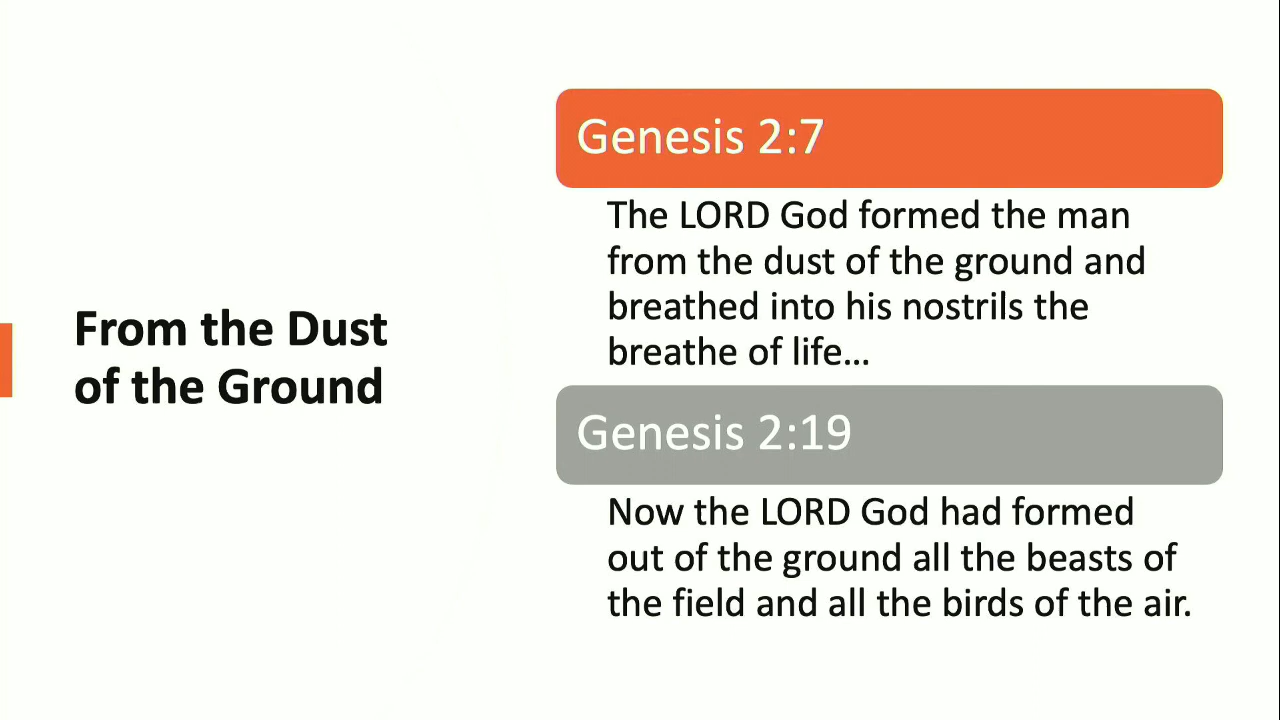 From the Dust
of the Ground
Genesis 2:7
The LORD God formed the man
from the dust of the ground and
breathed into his nostrils the
breathe of life...
Genesis 2:19
Now the LORD God had formed
out of the ground all the beasts of
the field and all the birds of the air.